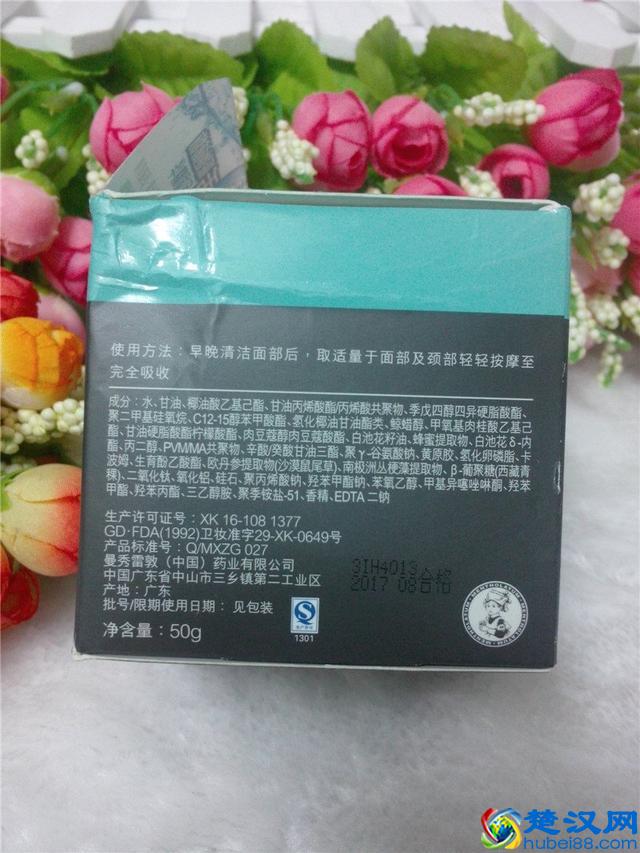 使用方法：早晚清洁面部后，取适量于面部及颈部轻轻按摩至
完全吸收
成分：水、甘油、椰油酸乙基己酯、甘油丙烯酸酯/丙烯酸共聚物、季戊四醇四异硬脂酸酯、
聚二甲基硅氧烷、C12-15醇苯甲酸酯、氢化椰油甘油酯类、鲸蜡醇、甲氧基肉桂酸乙基己
酯、甘油硬脂酸酯柠檬酸酯、肉豆蔻醇肉豆蔻酸酯、白池花籽油、蜂蜜提取物、白池花δ-内
酯、丙二醇、PVM/MA共聚物、辛酸/癸酸甘油三酯、聚γ-谷氨酸钠、黄原胶、氢化卵磷脂、卡
波姆、生育酚乙酸酯、欧丹参提取物(沙漠鼠尾草)、南极洲丛梗藻提取物、β-葡聚糖(西藏青
稞)、二氧化钛、氧化铝、硅石、聚丙烯酸钠、羟苯甲酯钠、苯氧乙醇、甲基异噻唑啉酮、羟苯
甲酯、羟苯丙酯、三乙醇胺、聚季铵盐-51、香精、EDTA 二钠
生产许可证号：XK 16-108 1377
GD·FDA(1992)卫妆准字29-XK-0649号
产品标准号：Q/MXZG 027
曼秀雷敦（中国）药业有限公司
中国广东省中山市三乡镇第二工业区
产地：广东
批号/限期使用日期：见包装
净含量：50g
3IH4013
2017 08合格
1301
MENTHOLATUM
楚汉网
hubei88.com